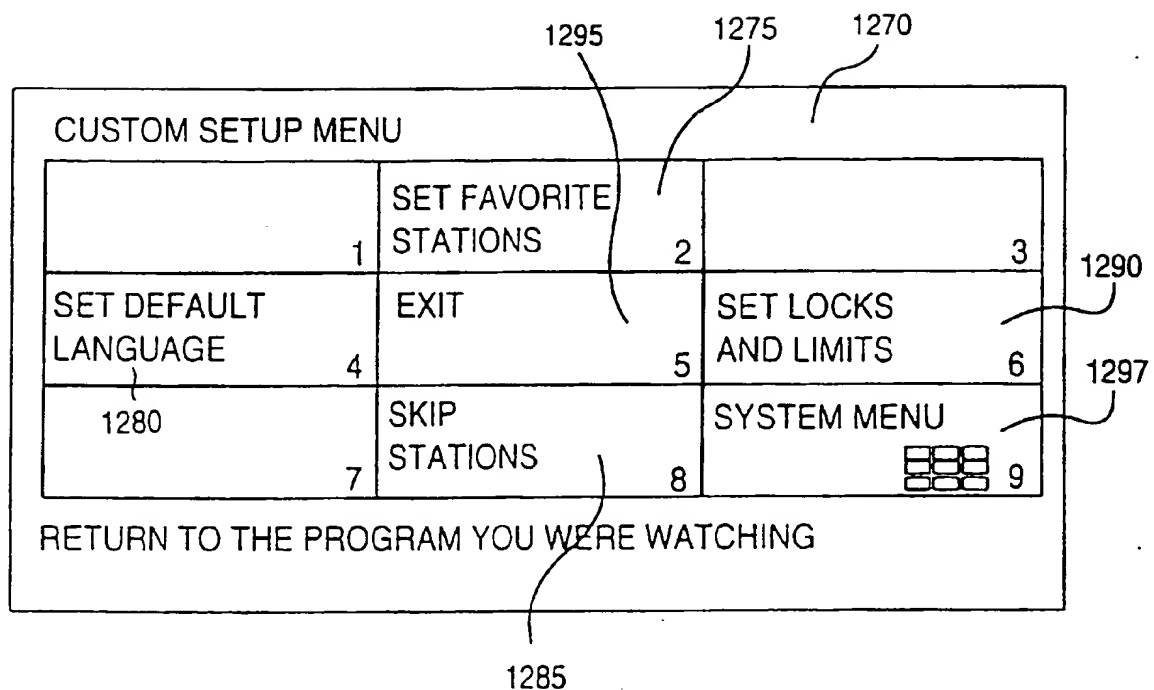 1295
1275
1270
CUSTOM SETUP MENU
1
SET FAVORITE
STATIONS 2
3
1290
SET DEFAULT
LANGUAGE 4
EXIT
5
SET LOCKS
AND LIMITS 6
1297
1280
7
SKIP
STATIONS 8
SYSTEM MENU
9
RETURN TO THE PROGRAM YOU WERE WATCHING
1285